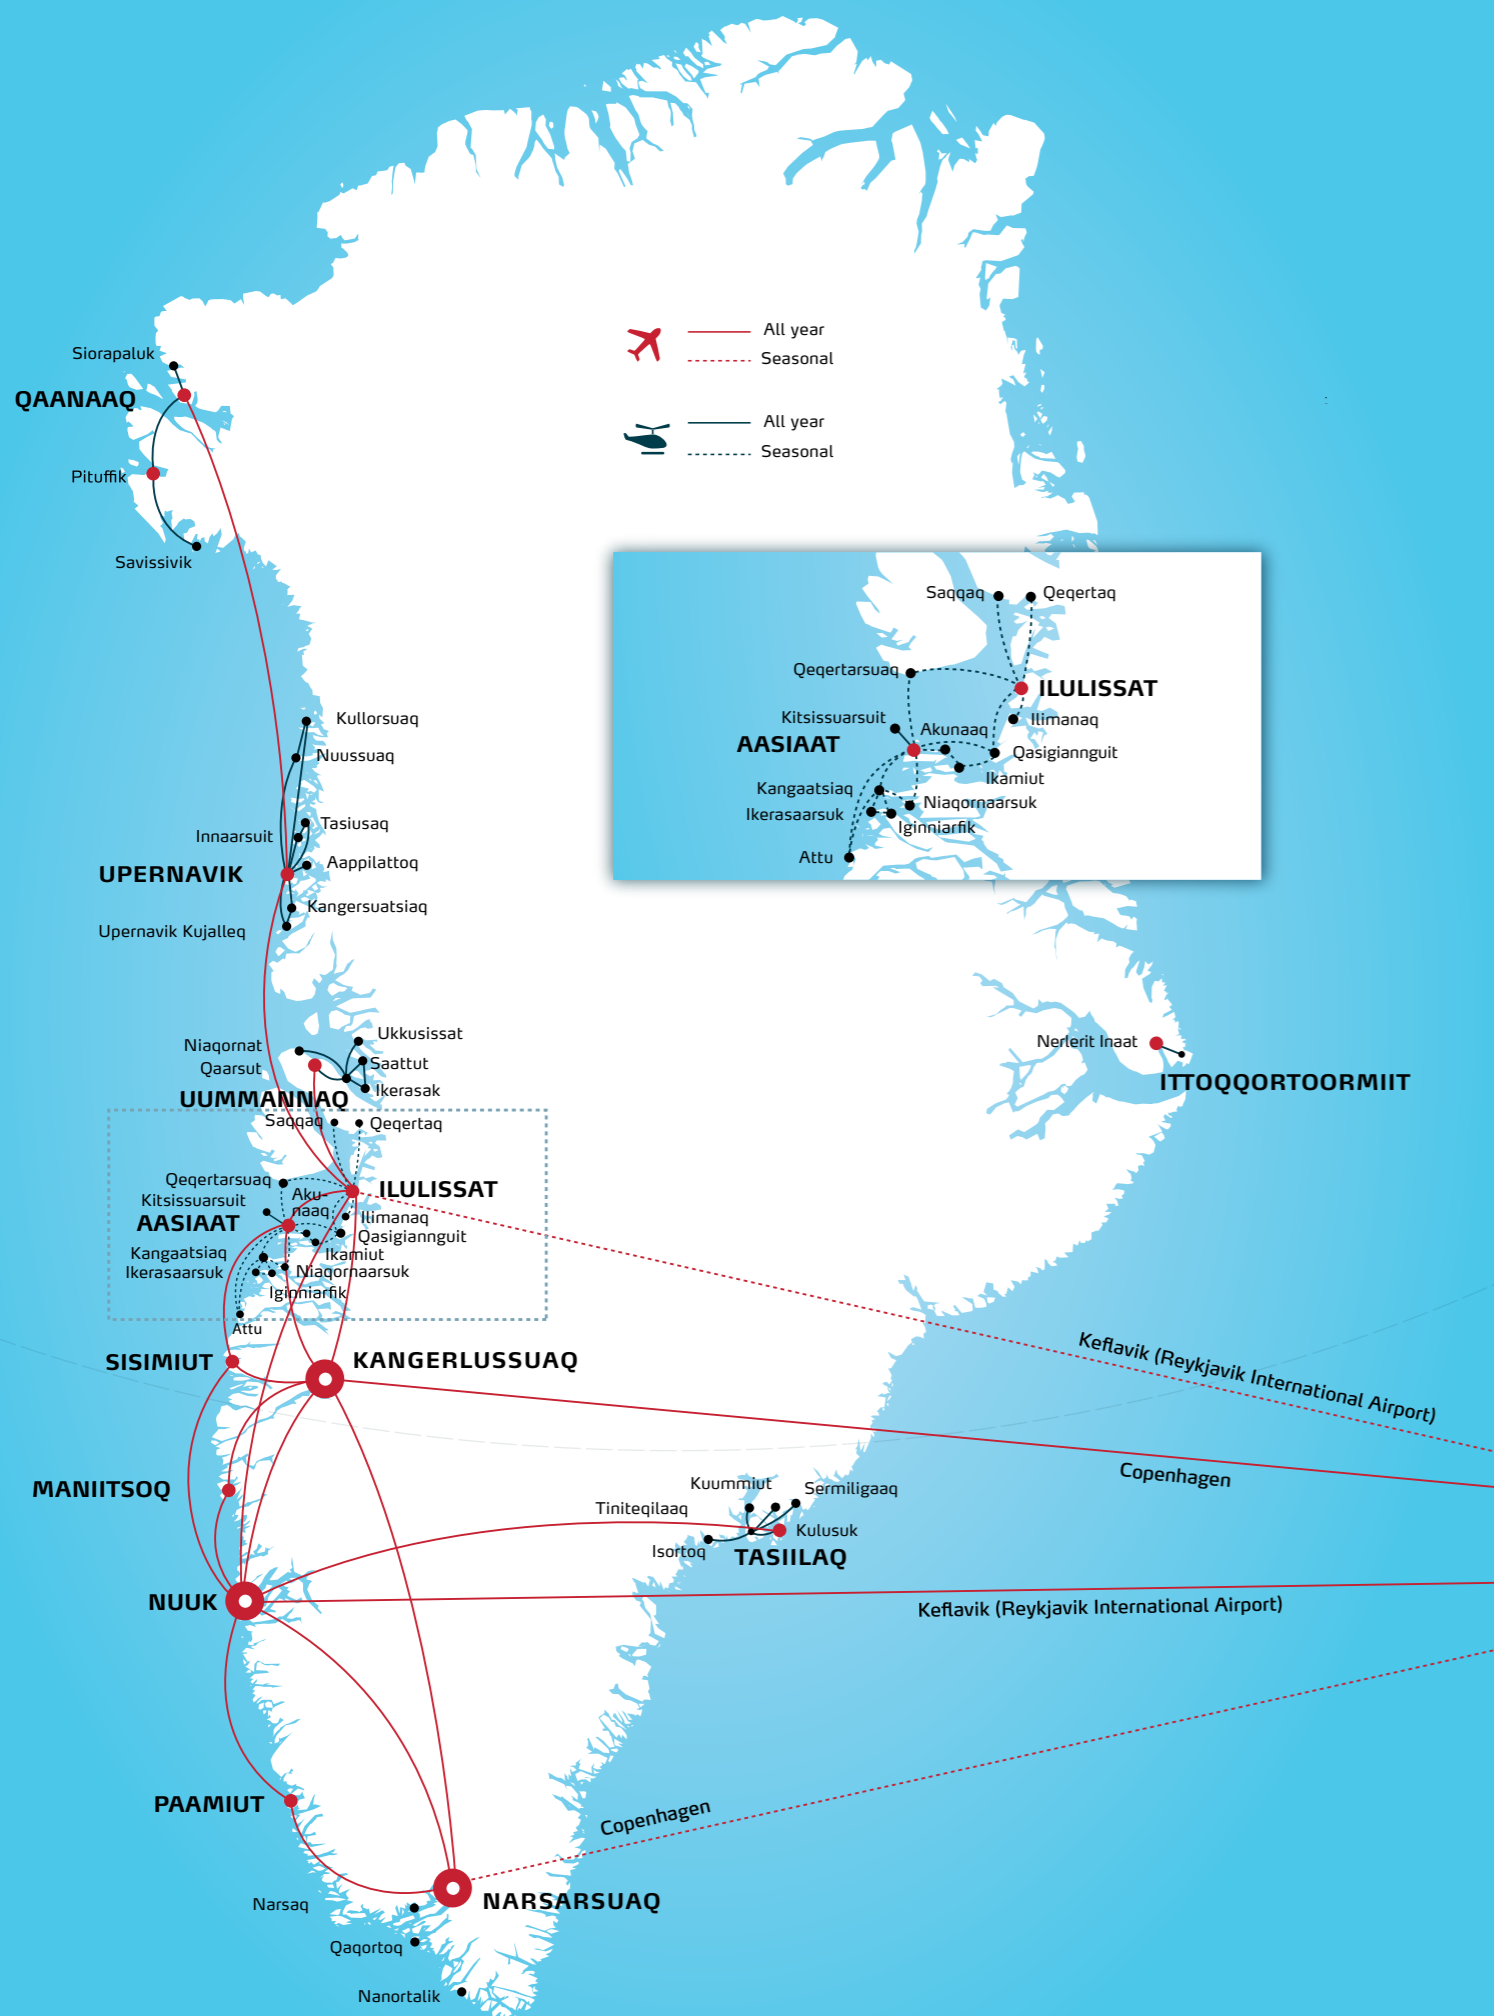 All year
Seasonal
All year
Seasonal
Siorapaluk
QAANAAQ
Pituffik
Savissivik
Saqqaq
Qeqertaq
Qeqertarsuaq
ILULISSAT
Kitsissuarsuit
Ilimanaq
Akunaaq
AASIAAT
Qasigiannguit
Ikamiut
Kangaatsiaq
Niaqornaarsuk
Ikerasaarsuk
Iginniarfik
Attu
Kullorsuaq
Nuussuaq
Tasiusaq
Innaarsuit
Aappilattoq
UPERNAVIK
Kangersuatsiaq
Upernavik Kujalleq
Ukkusissat
Niaqornat
Saattut
Qaarsut
Ikerasak
UUMMANNAQ
Saqqaq
Qeqertaq
Nerlerit Inaat
ITTOQQORTOORMIIT
Qeqertarsuaq
ILULISSAT
Kitsissuarsuit
Aku-
naaq
Ilimanaq
AASIAAT
Qasigiannguit
Kangaatsiaq
Ikamiut
Ikerasaarsuk
Niaqornaarsuk
Iginniarfik
Attu
SISIMIUT
KANGERLUSSUAQ
Keflavik (Reykjavik International Airport)
Copenhagen
MANIITSOQ
Kuummiut
Sermiligaaq
Tiniteqilaaq
Kulusuk
Isortoq
TASIILAQ
NUUK
Keflavik (Reykjavik International Airport)
PAAMIUT
Copenhagen
NARSARSUAQ
Narsaq
Qaqortoq
Nanortalik